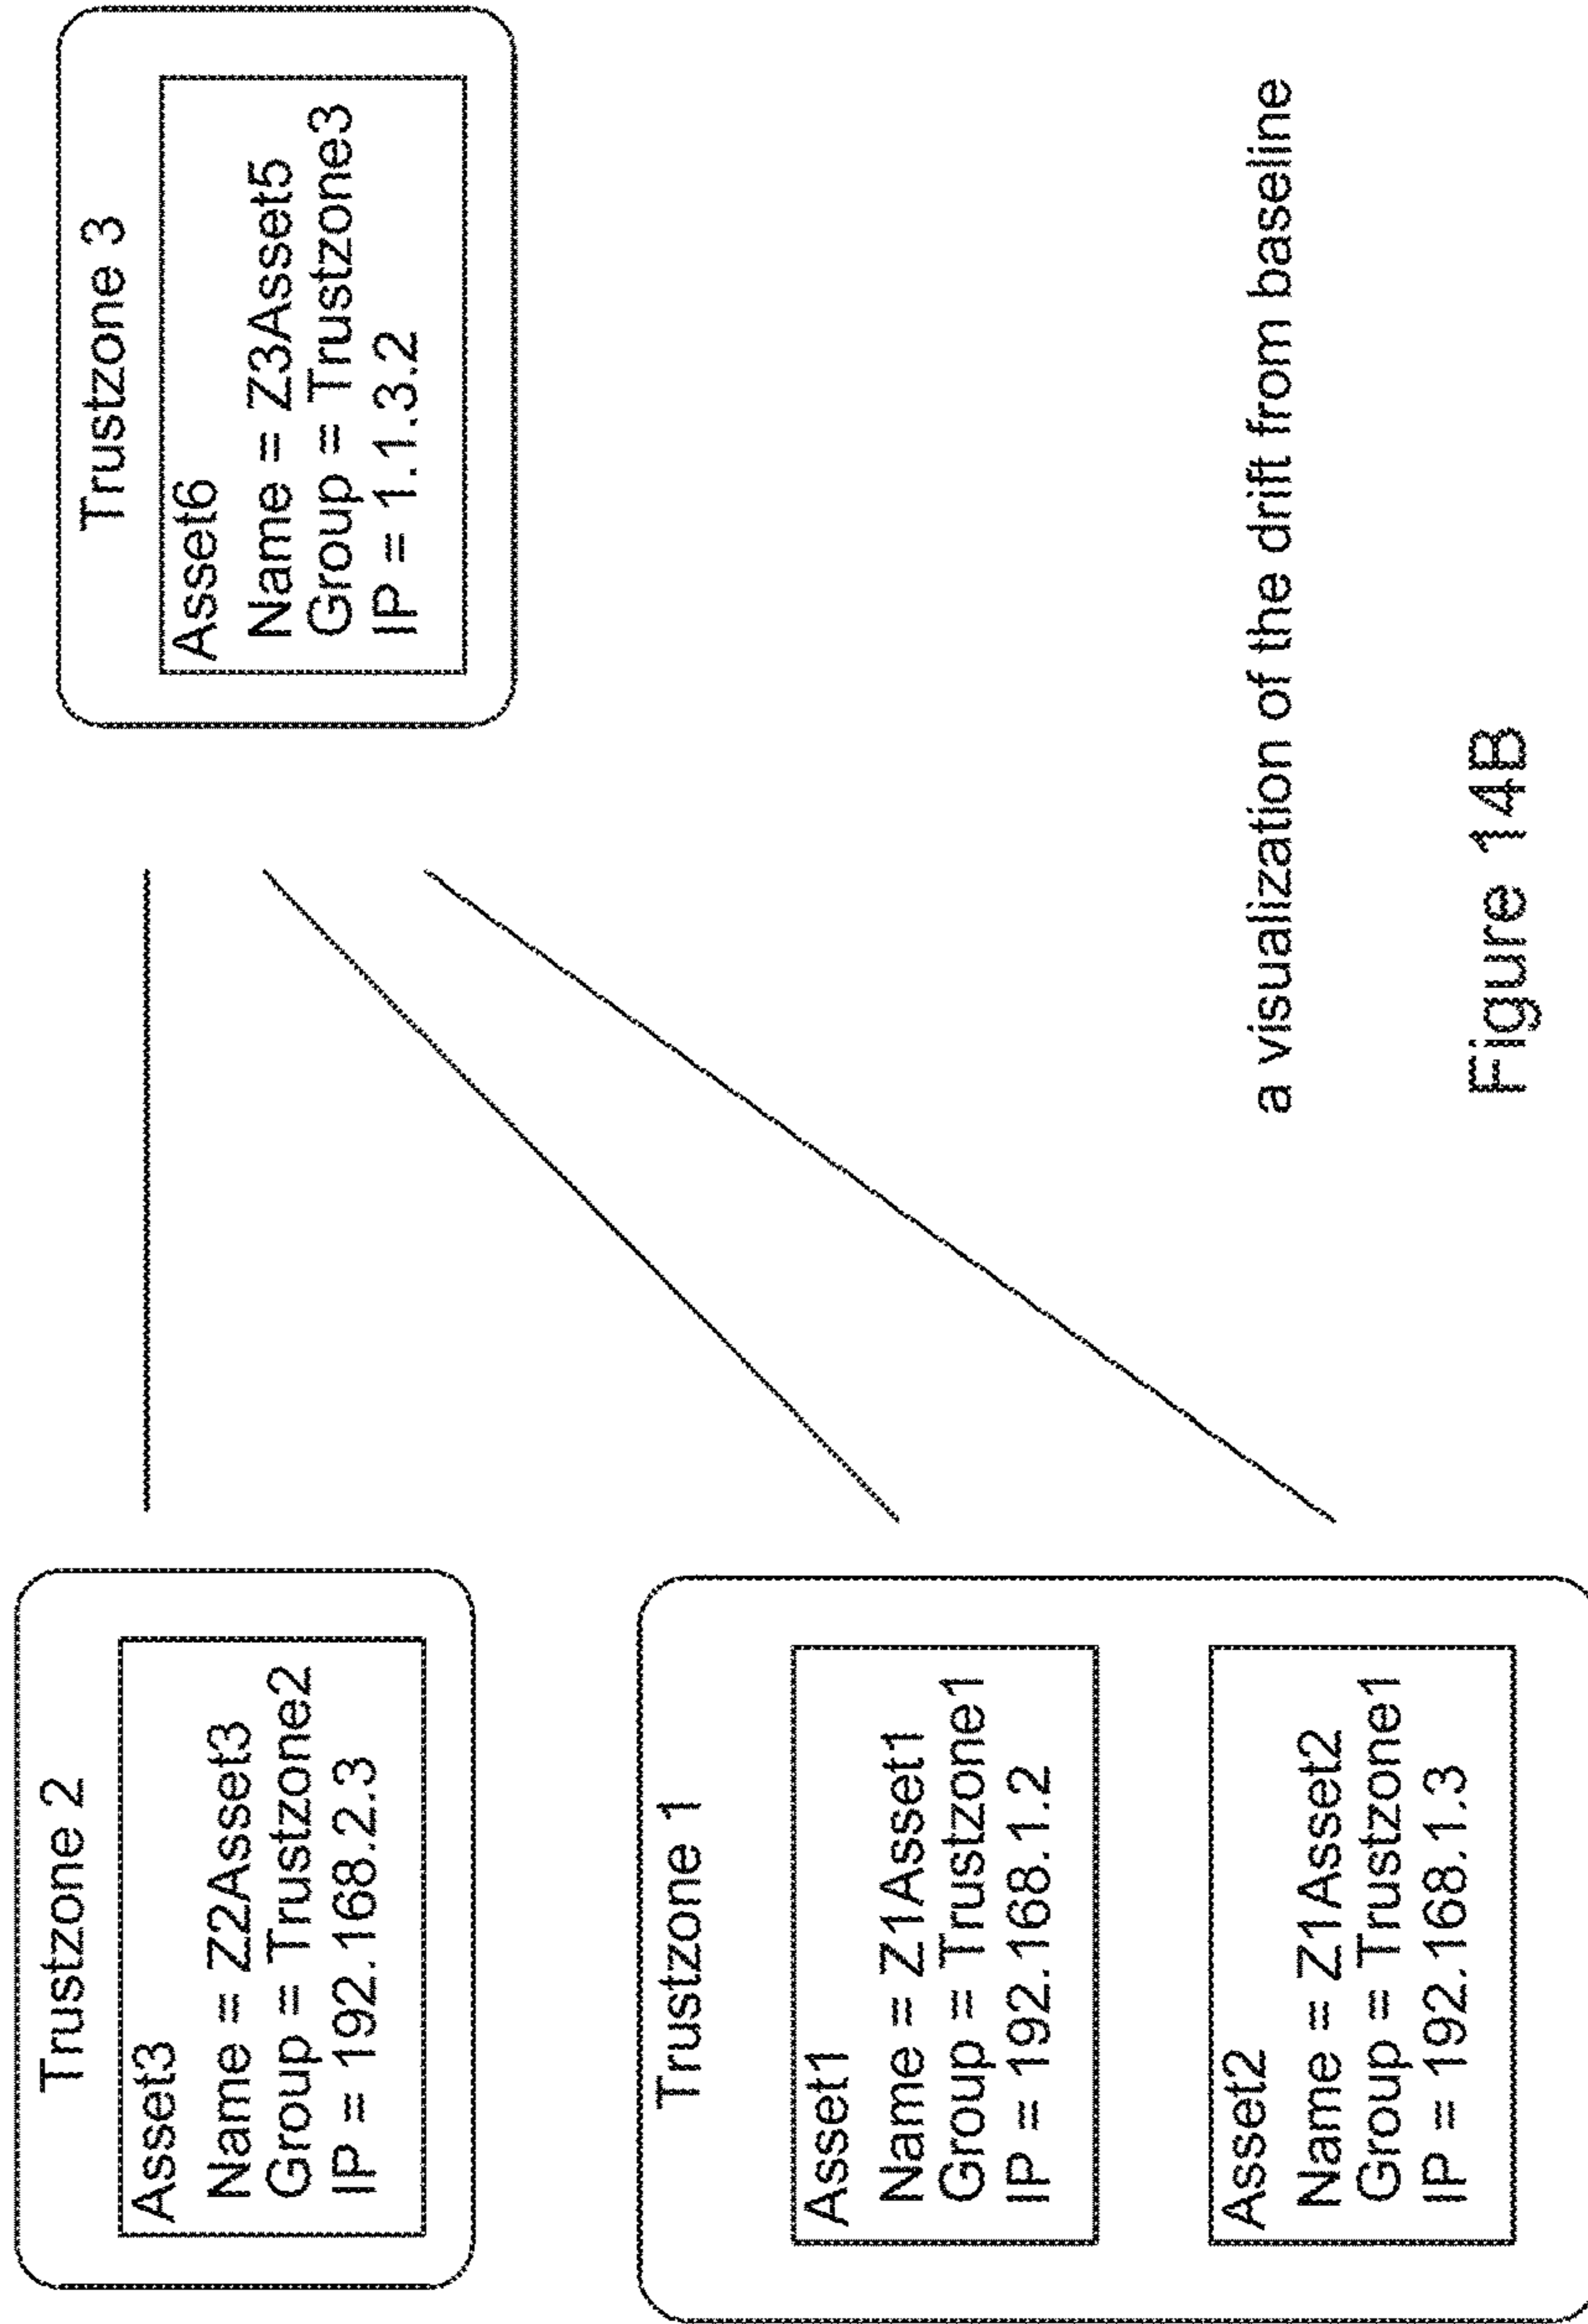 Trustzone 2
Asset3
Name = Z2Asset3
Group = Trustzone2
IP = 192.168.2.3
Trustzone 3
Asset6
Name = Z3Asset5
Group = Trustzone3
IP = 1.1.3.2
Trustzone 1
Asset1
Name = Z1Asset1
Group = Trustzone1
IP = 192.168.1.2
Asset2
Name = Z1Asset2
Group = Trustzone1
IP = 192.168.1.3
a visualization of the drift from baseline
Figure 14B